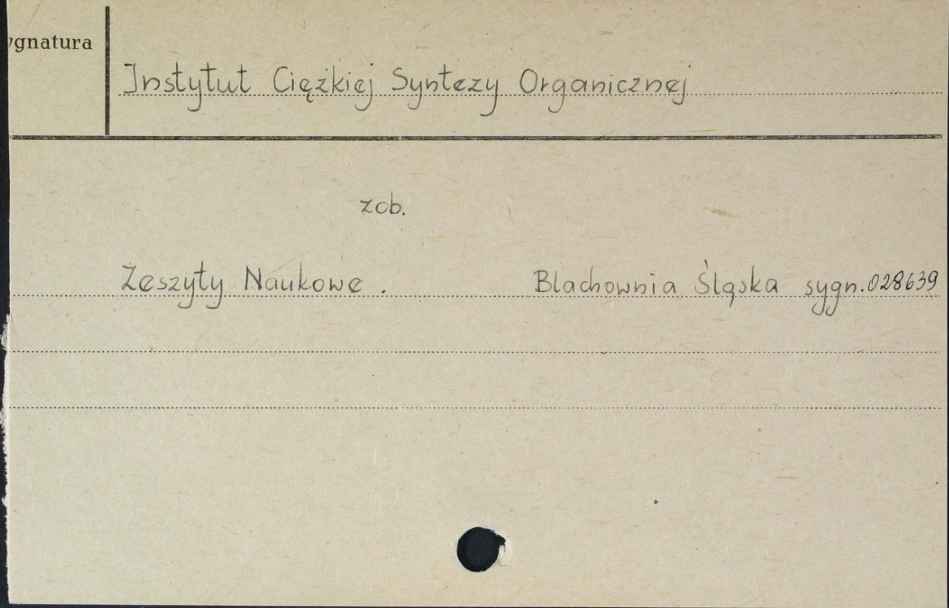 ygnatura
Instytut Ciężkiej Syntezy Organicznej
zob.
Zeszyty Naukowe. Blachownia Śląska sygn. 028639